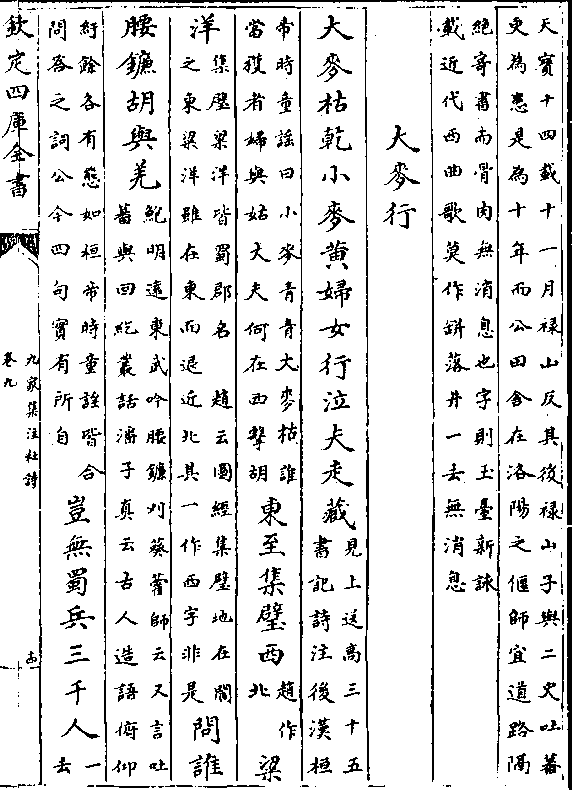 天寶十四載十一月祿山反其後祿山子與二史吐蕃
更為患是為十年而公田舍在洛陽之偃師宜道路隔
絕寄書而骨肉無消息也字則玉臺新詠
載近代西曲歌莫作缾落井一去無消息
大麥行
大麥枯乾小麥黃婦女行泣夫走藏見上送高三十五
書記詩注後漢桓
帝時童謡曰小麥青青大麥枯誰
當穫者婦與姑丈夫何在西擊胡東至集壁西趙作
北梁
洋集壁梁洋皆蜀郡名 趙云圖經集壁地在閬
之東梁洋雖在東而退近北其一作西字非是問誰
腰鐮胡與羌鮑明遠東武吟腰鐮刈葵藿師云又言吐
蕃與回紇叢話潘子真云古人造語俯仰
紆餘各有態如桓帝時童謡皆合
問答之詞公今四句實有所自豈無蜀兵三千人一
去
欽定四庫全書
九家集注杜詩
卷九